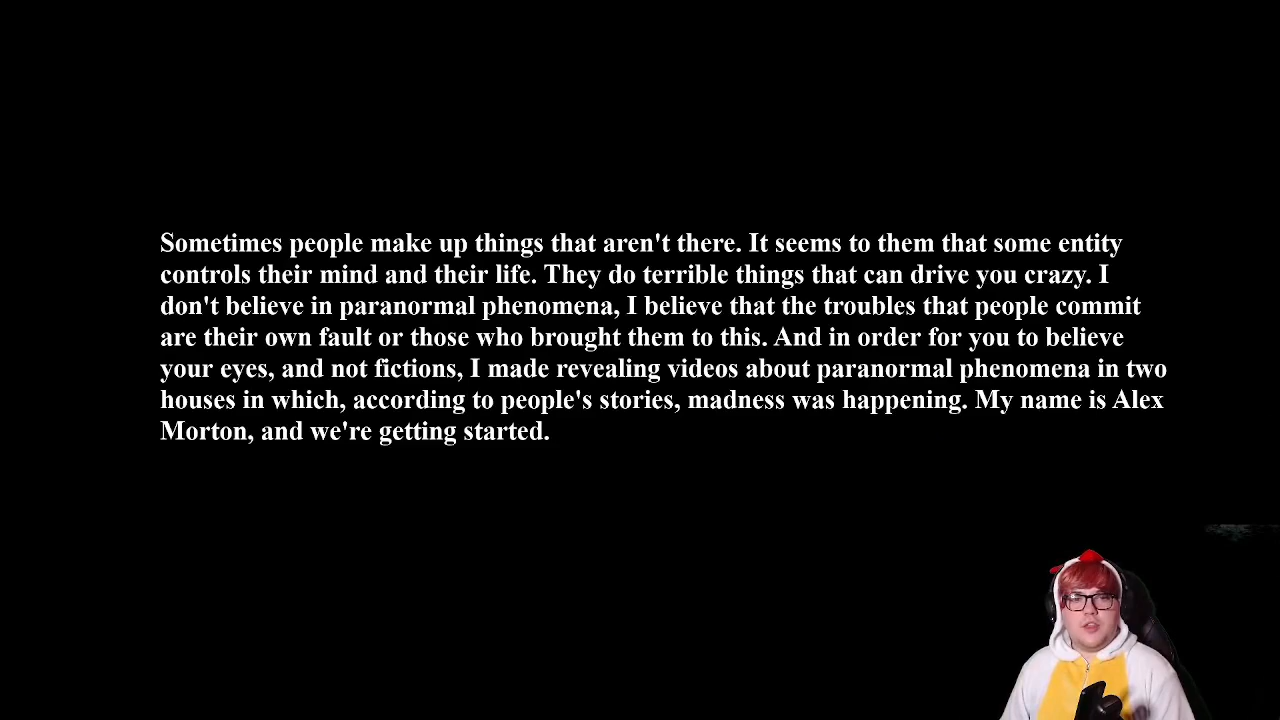 Sometimes people make up things that aren't there. It seems to them that some entity
controls their mind and their life. They do terrible things that can drive you crazy. I
don't believe in paranormal phenomena, I believe that the troubles that people commit
are their own fault or those who brought them to this. And in order for you to believe
your eyes, and not fictions, I made revealing videos about paranormal phenomena in two
houses in which, according to people's stories, madness was happening. My name is Alex
Morton, and we're getting started.